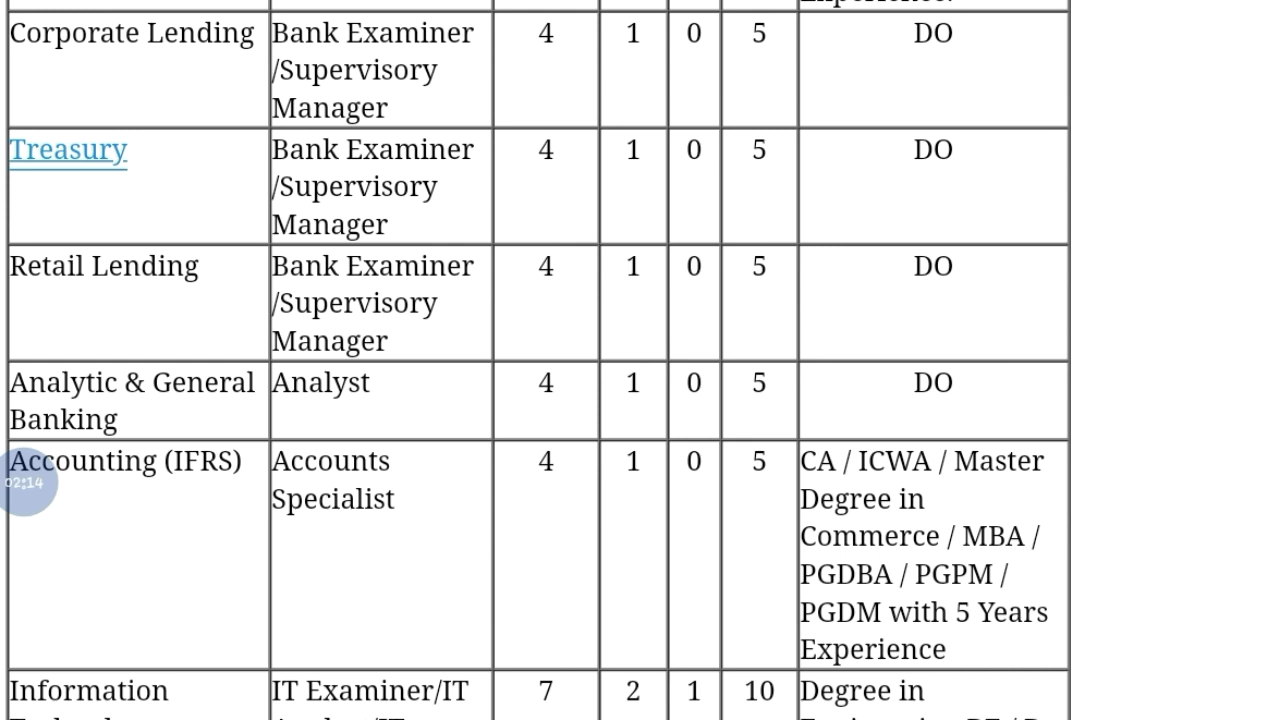 Corporate Lending Bank Examiner 4 1 0 5 DO
/Supervisory
Manager
Treasury Bank Examiner 4 1 0 5 DO
/Supervisory
Manager
Retail Lending Bank Examiner 4 1 0 5 DO
/Supervisory
Manager
Analytic & General Analyst 4 1 0 5 DO
Banking
Accounting (IFRS) Accounts 4 1 0 5 CA / ICWA / Master
02:14
Specialist Degree in
Commerce / MBA /
PGDBA / PGPM /
PGDM with 5 Years
Experience
Information IT Examiner/IT 7 2 1 10 Degree in